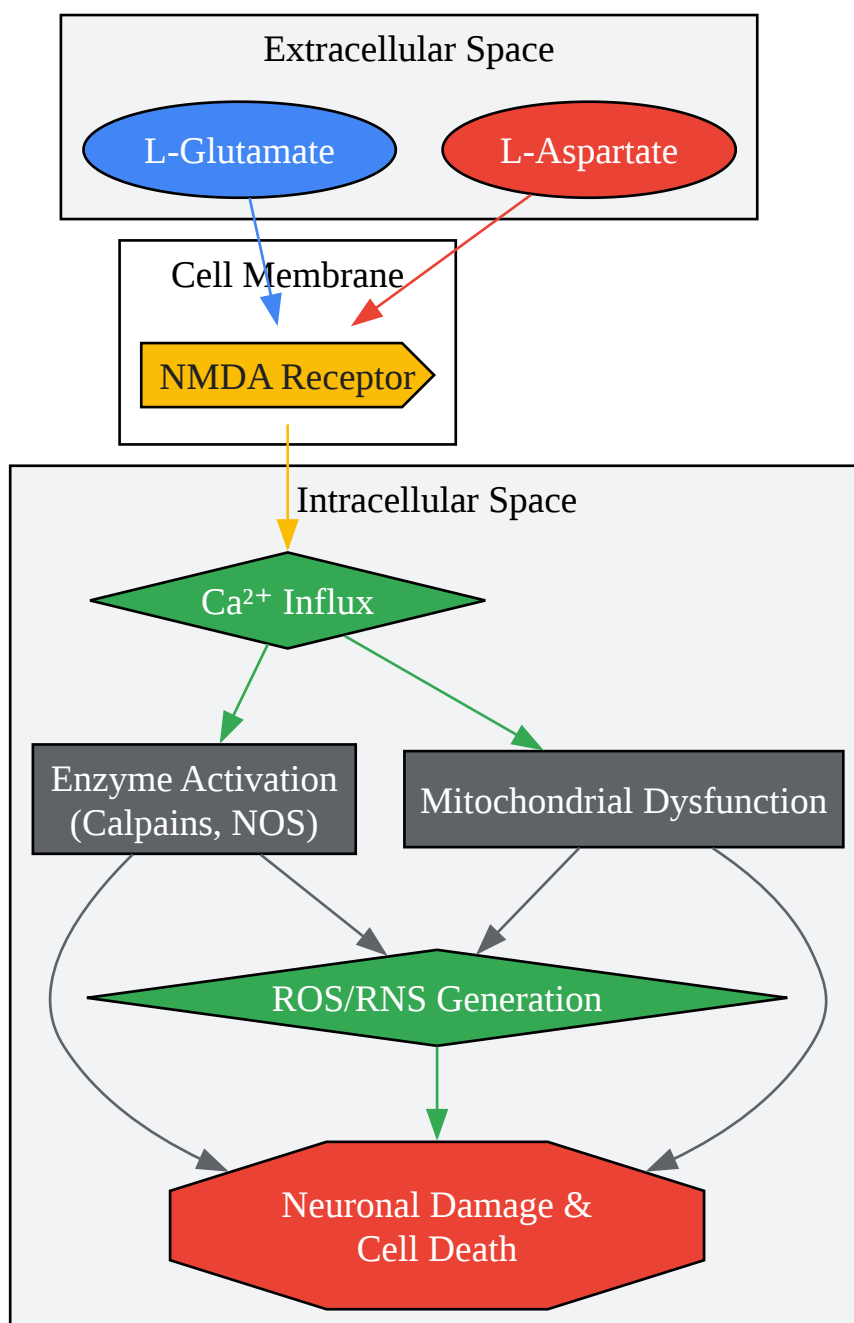 Extracellular Space
L-Glutamate
L-Aspartate
Cell Membrane
NMDA Receptor
Intracellular Space
Ca²⁺ Influx
Enzyme Activation
(Calpains, NOS)
Mitochondrial Dysfunction
ROS/RNS Generation
Neuronal Damage &
Cell Death